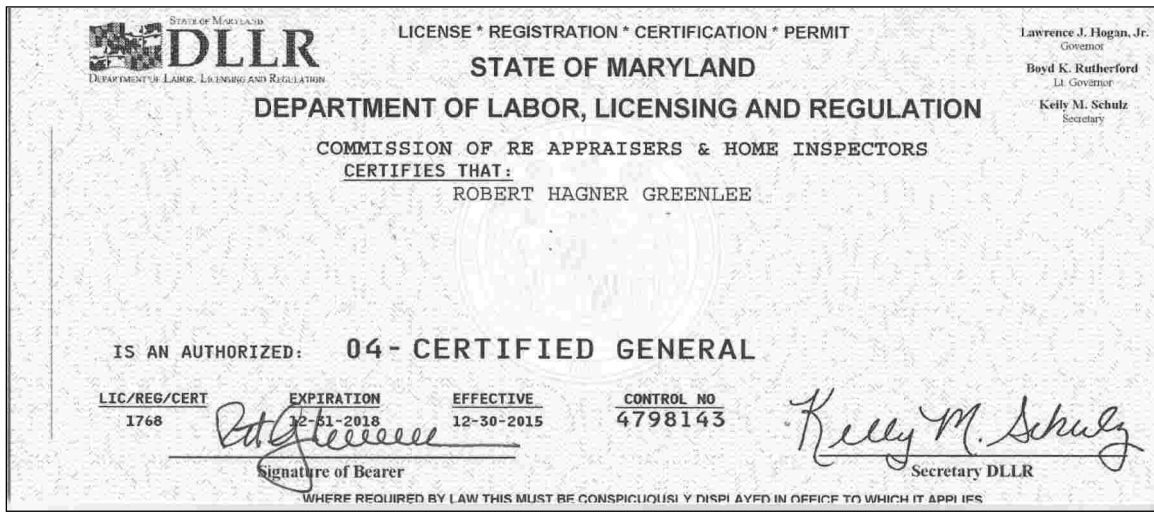 STATE OF MARYLAND
DLLR
DEPARTMENT OF LABOR, LICENSING AND REGULATION
LICENSE * REGISTRATION * CERTIFICATION * PERMIT
STATE OF MARYLAND
DEPARTMENT OF LABOR, LICENSING AND REGULATION
Lawrence J. Hogan, Jr.
Governor
Boyd K. Rutherford
Lt. Governor
Kelly M. Schulz
Secretary
COMMISSION OF RE APPRAISERS & HOME INSPECTORS
CERTIFIES THAT:
ROBERT HAGNER GREENLEE
IS AN AUTHORIZED: 04- CERTIFIED GENERAL
LIC/REG/CERT EXPIRATION EFFECTIVE CONTROL NO
1768 12-31-2018 12-30-2015 4798143
Kelly M. Schulz
Signature of Bearer Secretary DLLR
WHERE REQUIRED BY LAW THIS MUST BE CONSPICUOUSLY DISPLAYED IN OFFICE TO WHICH IT APPLIES